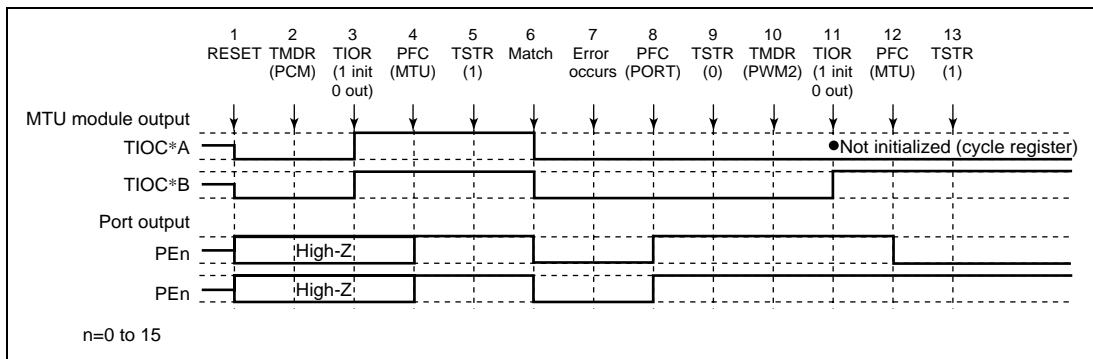 1 2 3 4 5 6 7 8 9 10 11 12 13
RESET TMDR TIOR PFC TSTR Match Error PFC TSTR TMDR TIOR PFC TSTR
(PCM) (1 init (MTU) (1) occurs (PORT) (0) (PWM2) (1 init (MTU) (1)
0 out) 0 out)
MTU module output
TIOC*A ●Not initialized (cycle register)
TIOC*B
Port output
PEn High-Z
PEn High-Z
n=0 to 15